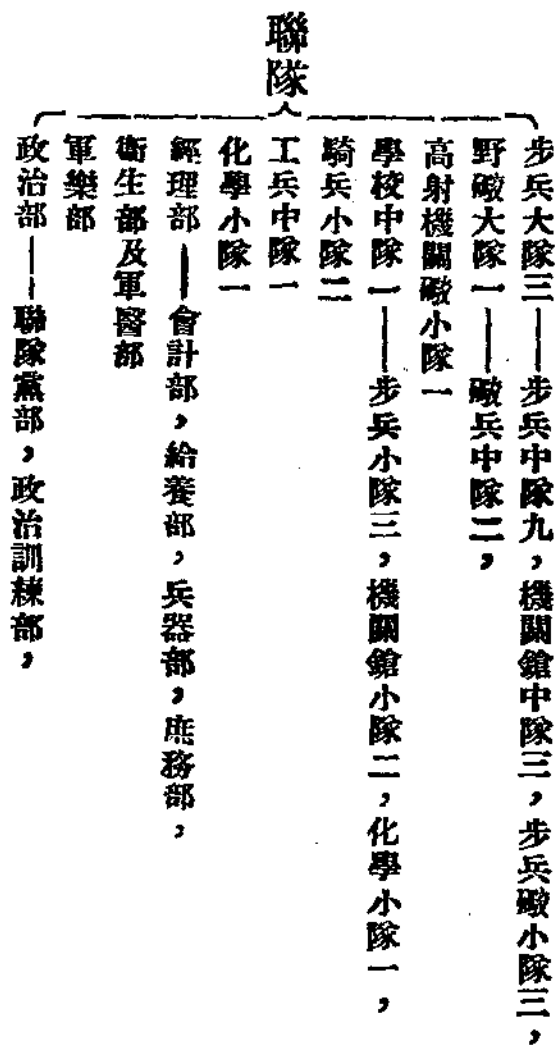 聯隊
步兵大隊三——步兵中隊九，機關鎗中隊三，步兵礮小隊三，
野礮大隊一——礮兵中隊二，
高射機關礮小隊一
學校中隊一——步兵小隊三，機關鎗小隊二，化學小隊一，
騎兵小隊二
工兵中隊一
化學小隊一
經理部——會計部，給養部，兵器部，庶務部，
衞生部及軍醫部
軍樂部
政治部——聯隊黨部，政治訓練部，